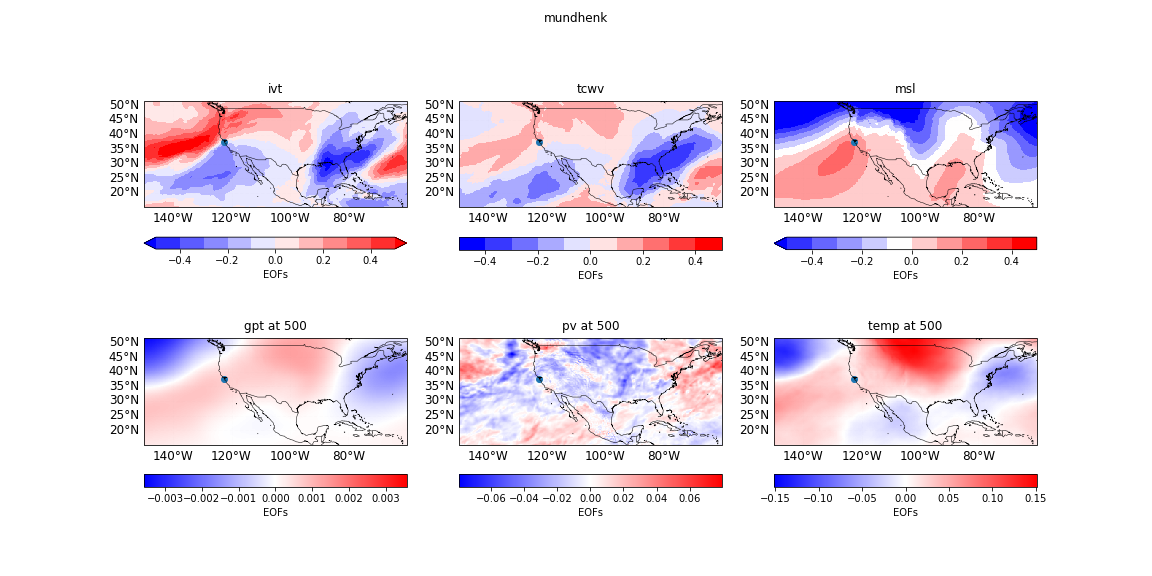 mundhenk
ivt
tcwv
msl
50°N 50°N 50°N
45°N 45°N 45°N
40°N 40°N 40°N
35°N 35°N 35°N
30°N 30°N 30°N
25°N 25°N 25°N
20°N 20°N 20°N
140°W 120°W 100°W 80°W 140°W 120°W 100°W 80°W 140°W 120°W 100°W 80°W
−0.4 −0.2 0.0 0.2 0.4 −0.4 −0.2 0.0 0.2 0.4 −0.4 −0.2 0.0 0.2 0.4
EOFs EOFs EOFs
gpt at 500
pv at 500
temp at 500
50°N 50°N 50°N
45°N 45°N 45°N
40°N 40°N 40°N
35°N 35°N 35°N
30°N 30°N 30°N
25°N 25°N 25°N
20°N 20°N 20°N
140°W 120°W 100°W 80°W 140°W 120°W 100°W 80°W 140°W 120°W 100°W 80°W
−0.003 −0.002 −0.001 0.000 0.001 0.002 0.003 −0.06 −0.04 −0.02 0.00 0.02 0.04 0.06 −0.15 −0.10 −0.05 0.00 0.05 0.10 0.15
EOFs EOFs EOFs